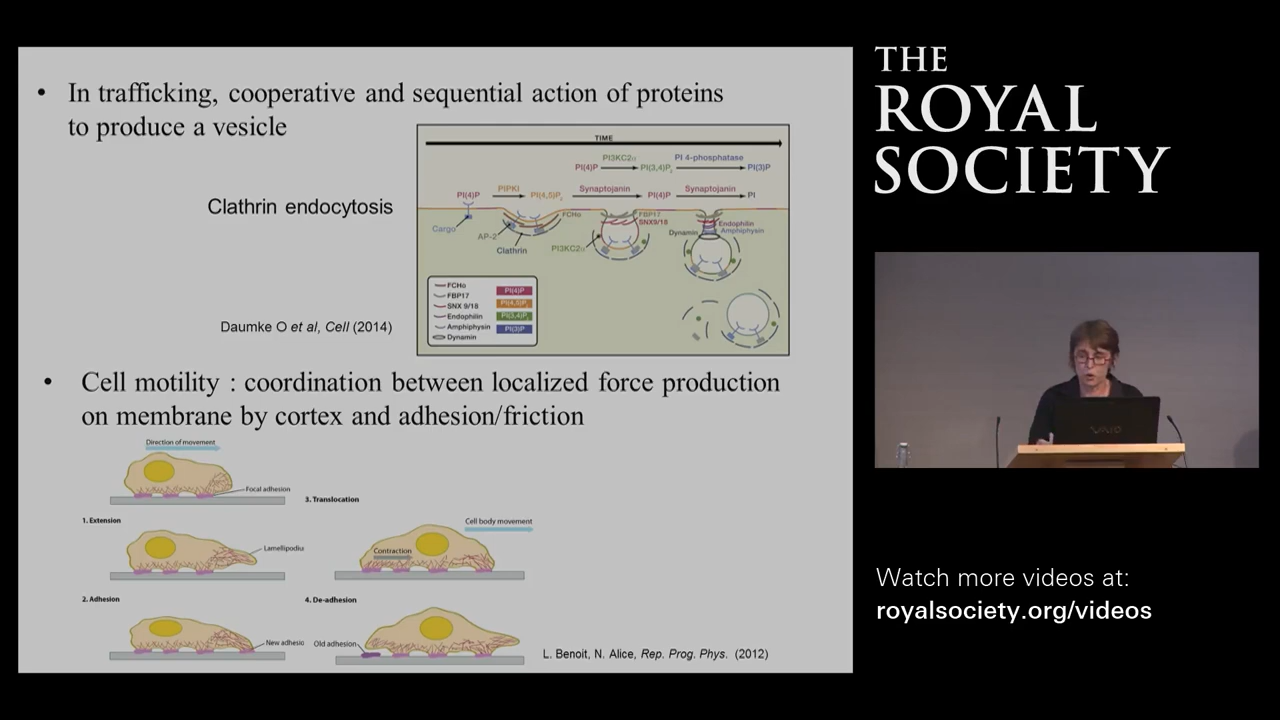 • In trafficking, cooperative and sequential action of proteins
to produce a vesicle
Clathrin endocytosis
Daumke O et al, Cell (2014)
TIME
PI3KC2α
PI 4-phosphatase
PI(4)P
PI(3,4)P2
PI(3)P
PIPKI
Synaptojanin
Synaptojanin
PI(4)P
PI(4,5)P2
PI(4)P
PI
FCHo
FBP17
SNX9/18
Endophilin
Amphiphysin
Cargo
AP-2
Dynamin
Clathrin
PI3KC2α
FCHo
FBP17
SNX 9/18
Endophilin
Amphiphysin
Dynamin
PI(4)P
PI(4,5)P2
PI(3,4)P2
PI(3)P
• Cell motility : coordination between localized force production
on membrane by cortex and adhesion/friction
Direction of movement
Focal adhesion
1. Extension
Lamellipodiu
2. Adhesion
New adhesio
3. Translocation
Cell body movement
Contraction
4. De-adhesion
Old adhesion
L. Benoit, N. Alice, Rep. Prog. Phys. (2012)
THE
ROYAL
SOCIETY
VAIO
Watch more videos at:
royalsociety.org/videos